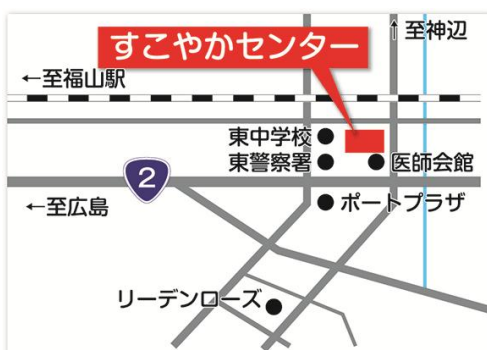 ↑至神辺
すこやかセンター
←至福山駅
東中学校
東警察署
医師会館
2
←至広島
ポートプラザ
リーデンローズ